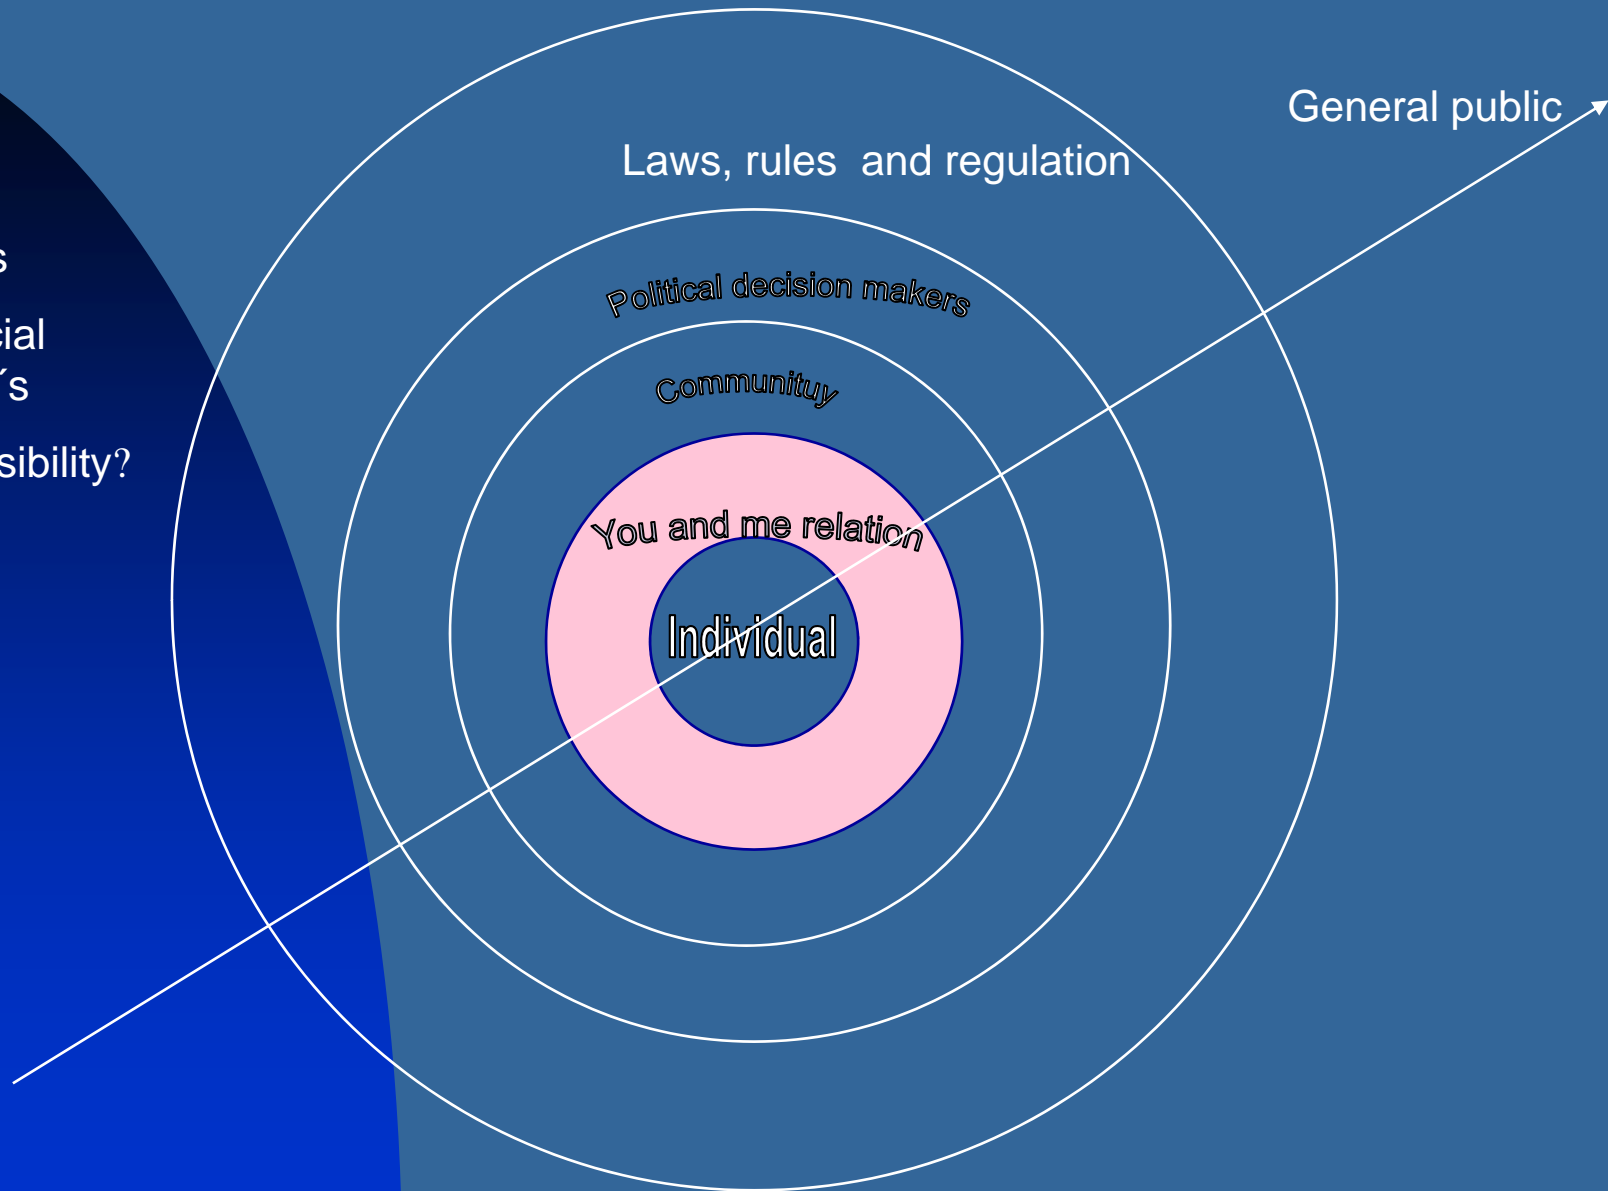 General public
Laws, rules and regulation
s
cial
´s
sibility?
Political decision makers
Communituy
You and me relation
Individual